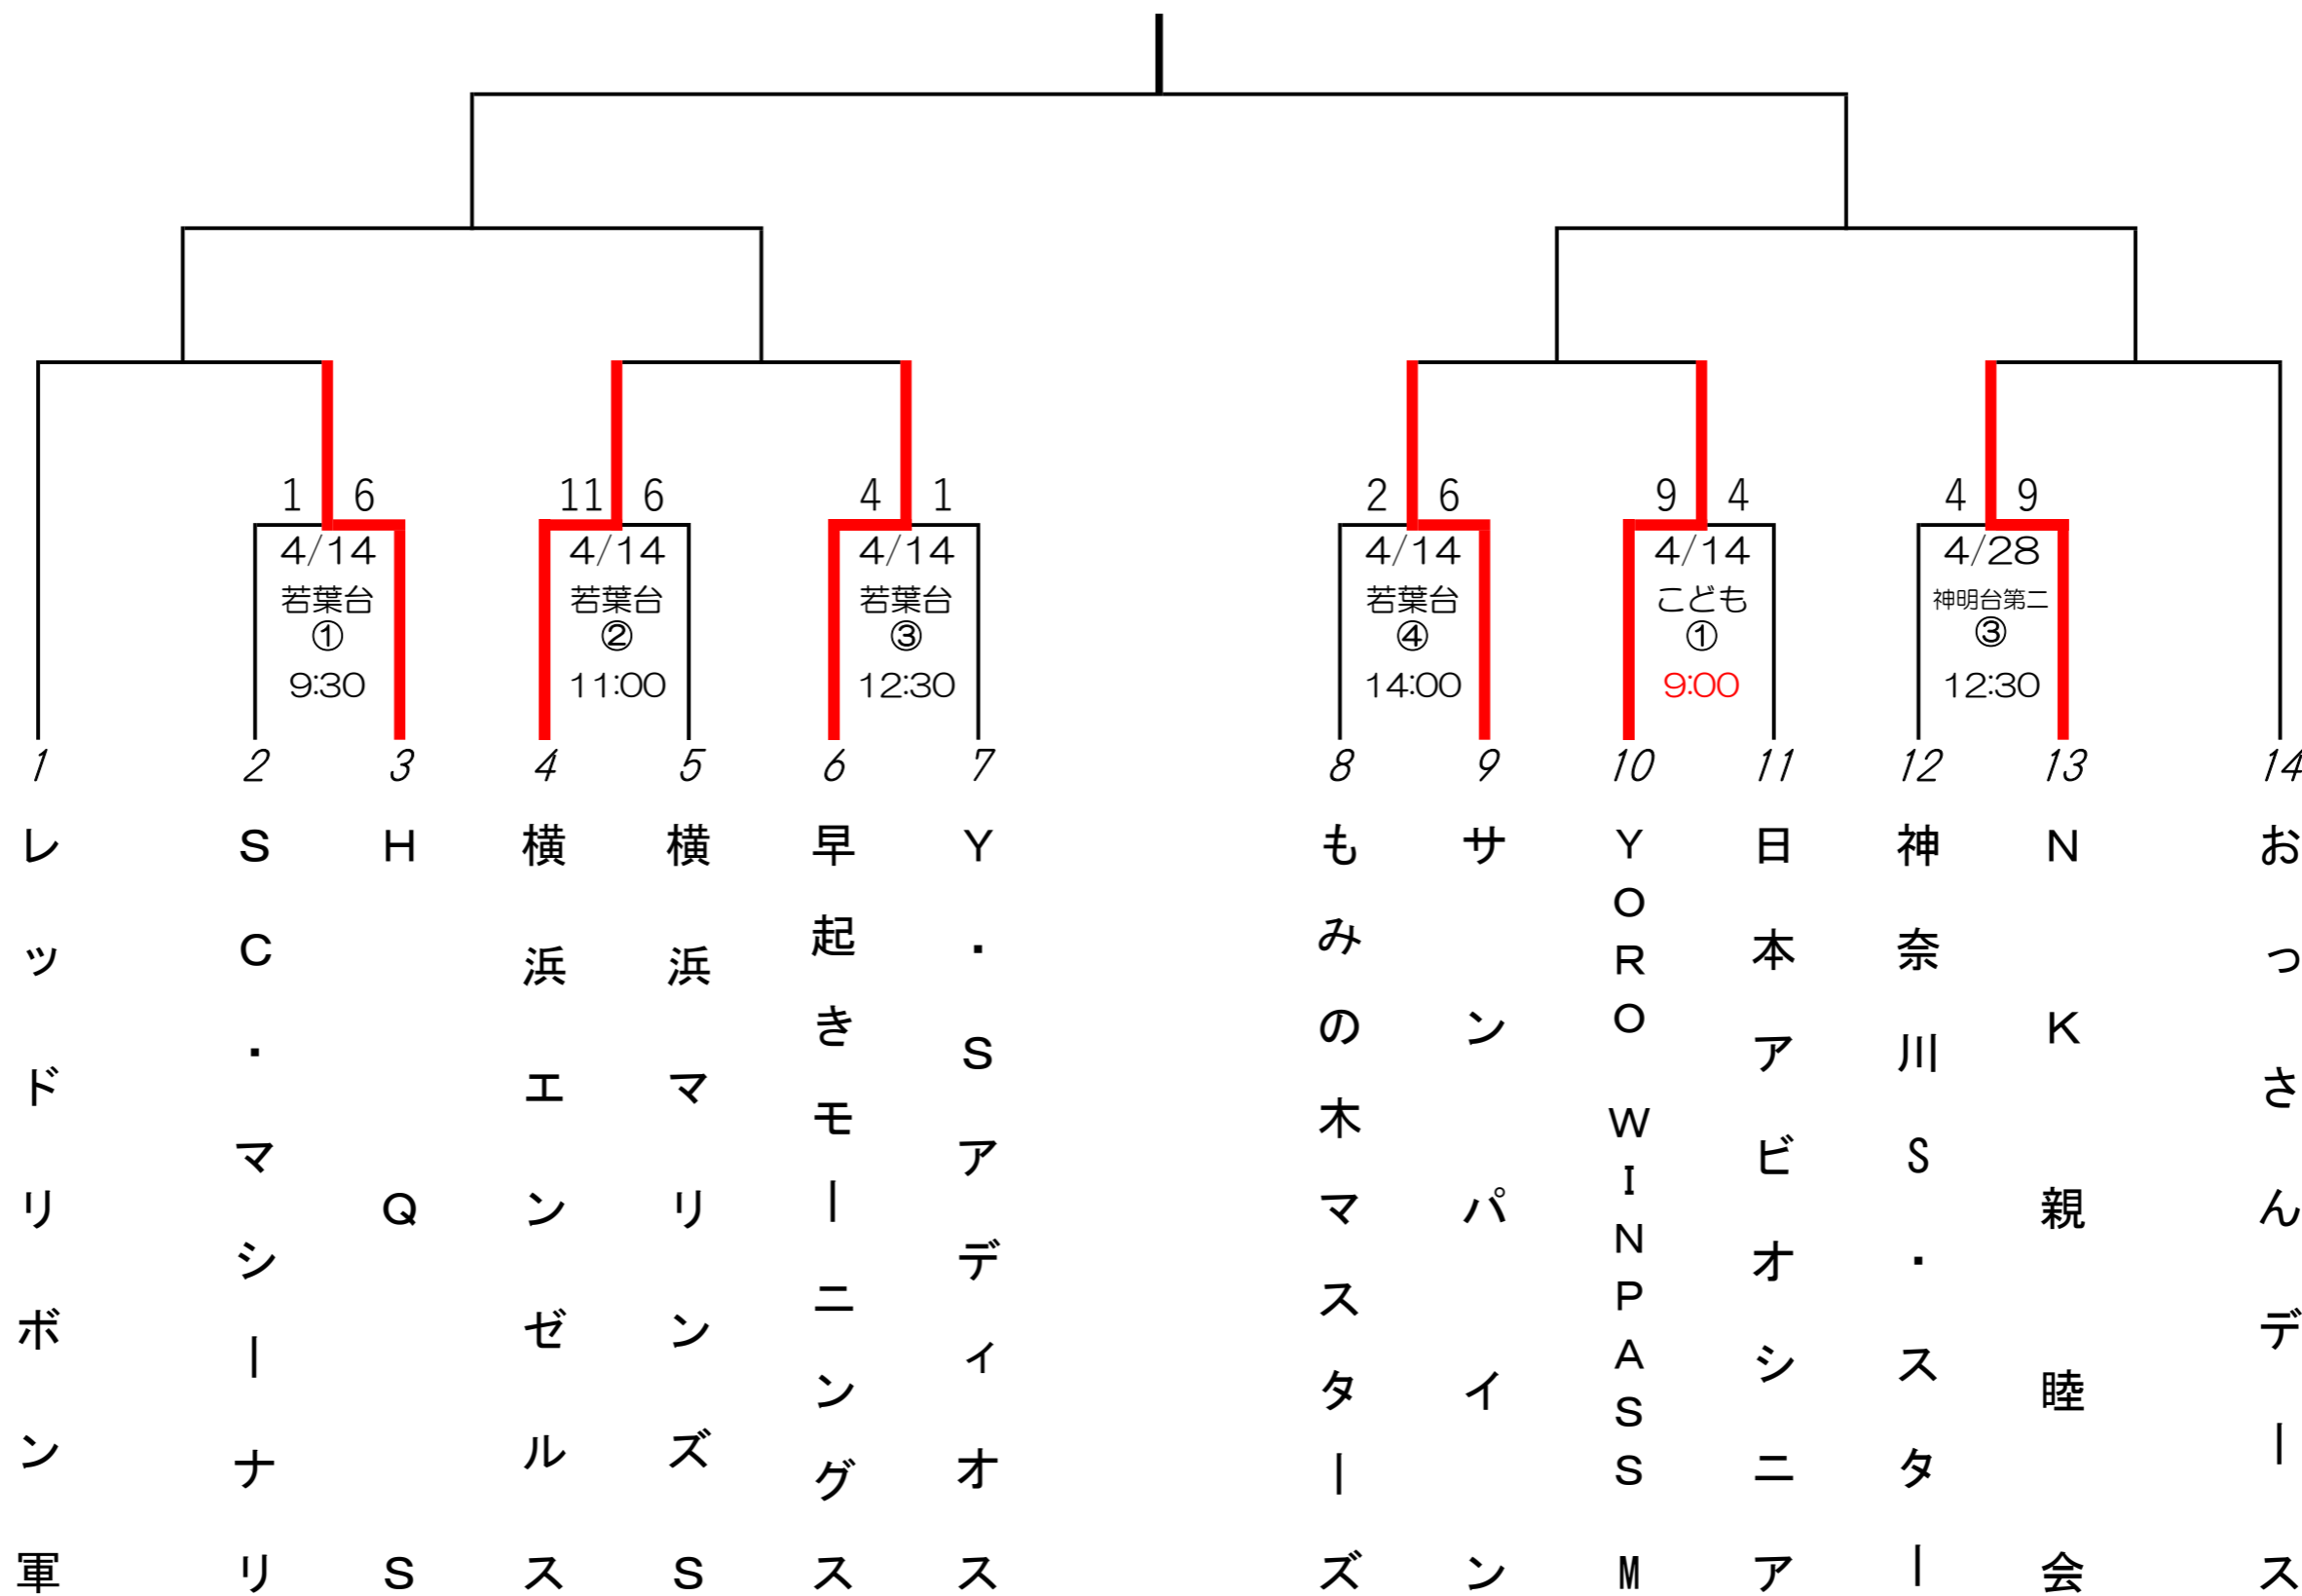 1 6
11 6
4 1
2 6
9 4
4 9
4/14
若葉台
①
9:30
4/14
若葉台
②
11:00
4/14
若葉台
③
12:30
4/14
若葉台
④
14:00
4/14
こども
①
9:00
4/28
神明台第二
③
12:30
1
レッドリボン軍
2
SC・マシーナリ
3
HQS
4
横浜エンゼルス
5
横浜マリンズS
6
早起きモーニングス
7
Y・Sアディオス
8
もみの木マスターズ
9
サンパイン
10
YORO WINPASS M
11
日本アビオシニア
12
神奈川S・スター
13
NK親睦会
14
おっさんデース